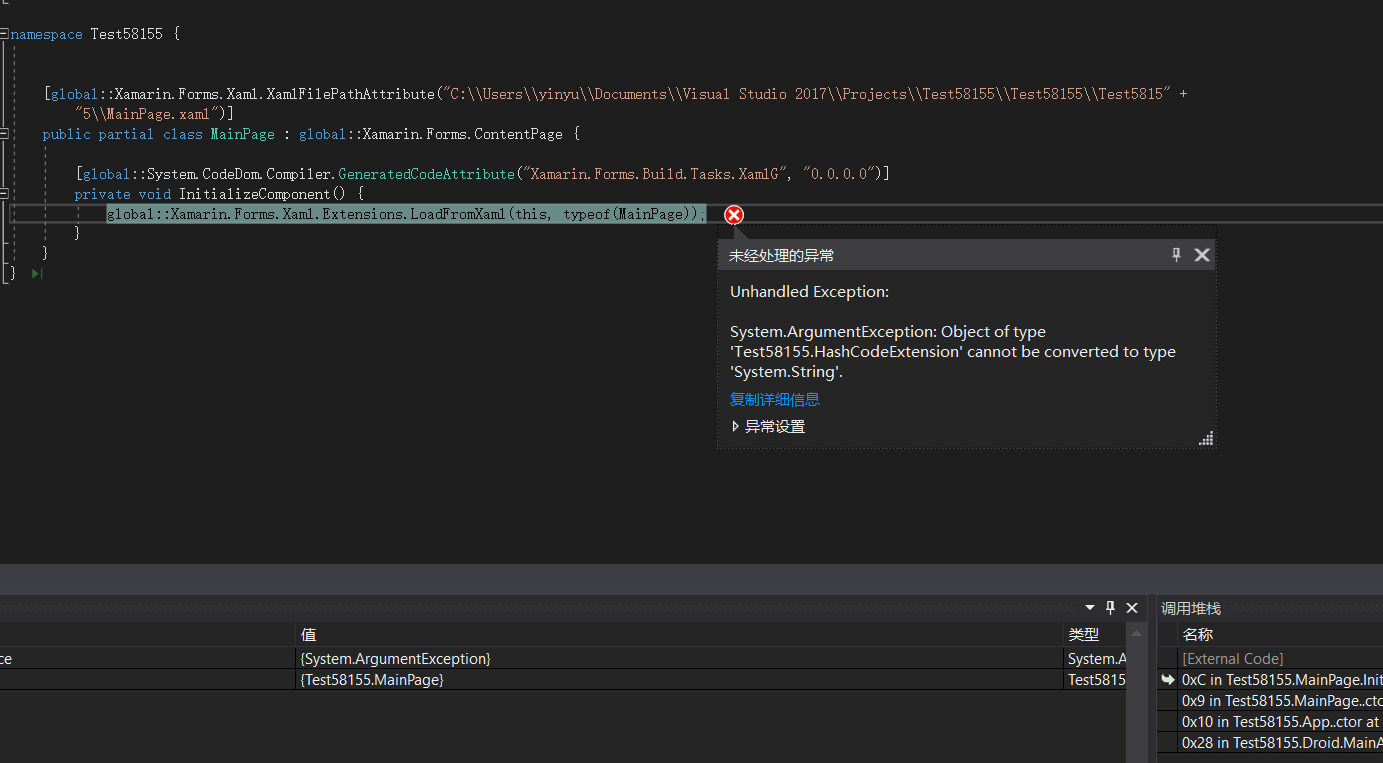 namespace Test58155 {
[global::Xamarin.Forms.Xaml.XamlFilePathAttribute("C:\\Users\\yinyu\\Documents\\Visual Studio 2017\\Projects\\Test58155\\Test58155\\Test5815" +
"5\\MainPage.xaml")]
public partial class MainPage : global::Xamarin.Forms.ContentPage {
[global::System.CodeDom.Compiler.GeneratedCodeAttribute("Xamarin.Forms.Build.Tasks.XamlG", "0.0.0.0")]
private void InitializeComponent() {
global::Xamarin.Forms.Xaml.Extensions.LoadFromXaml(this, typeof(MainPage));
}
}
}
未经处理的异常
Unhandled Exception:
System.ArgumentException: Object of type
'Test58155.HashCodeExtension' cannot be converted to type
'System.String'.
复制详细信息
异常设置
值
类型
ce
{System.ArgumentException}
System.A
{Test58155.MainPage}
Test5815
调用堆栈
名称
[External Code]
0xC in Test58155.MainPage.Init
0x9 in Test58155.MainPage..cto
0x10 in Test58155.App..ctor at
0x28 in Test58155.Droid.MainA